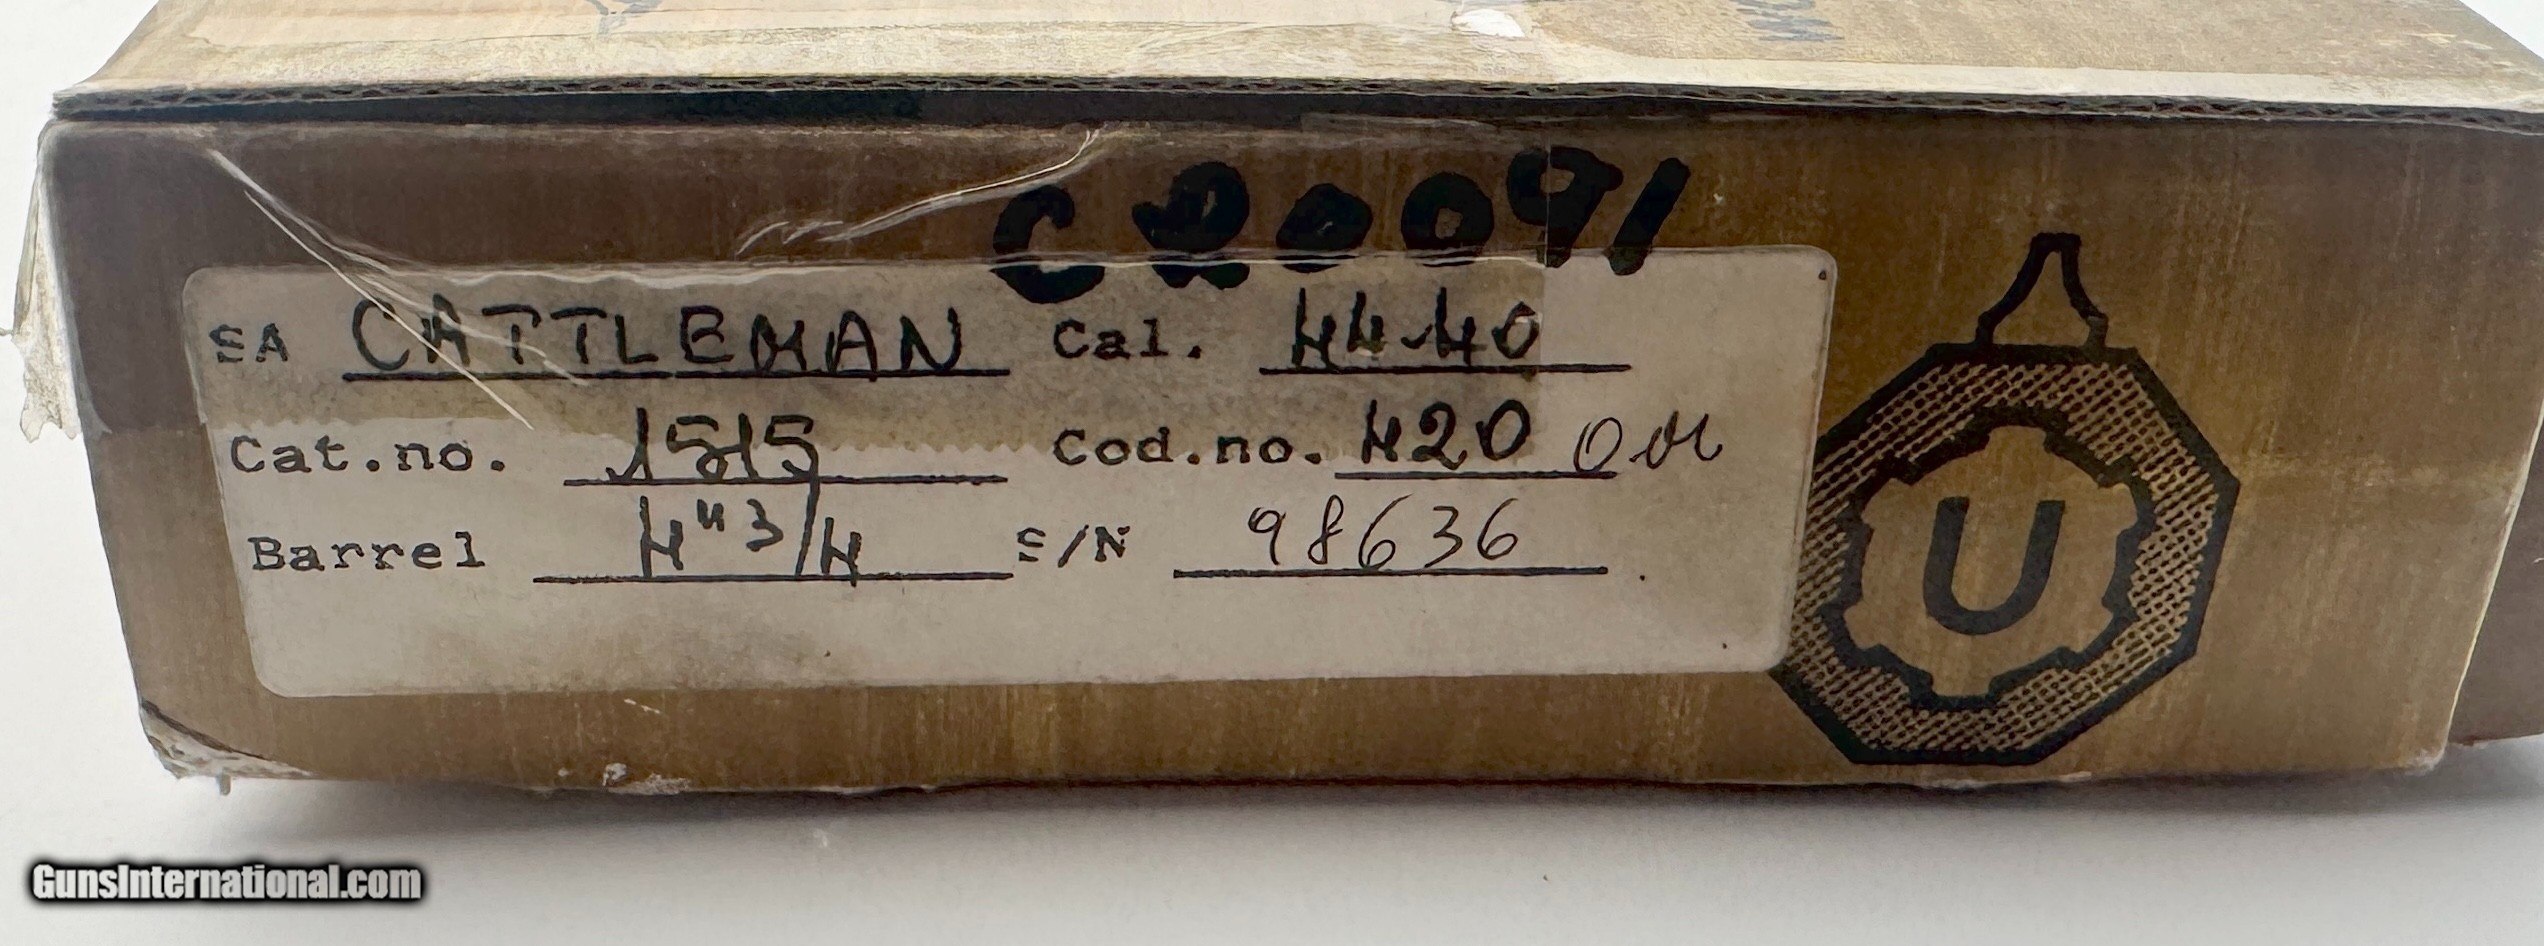 C20091
SA CATTLEMAN Cal. 44-40
Cat.no. 1515 Cod.no. 420
Barrel 4"3/4 S/N 98636
U
GunsInternational.com